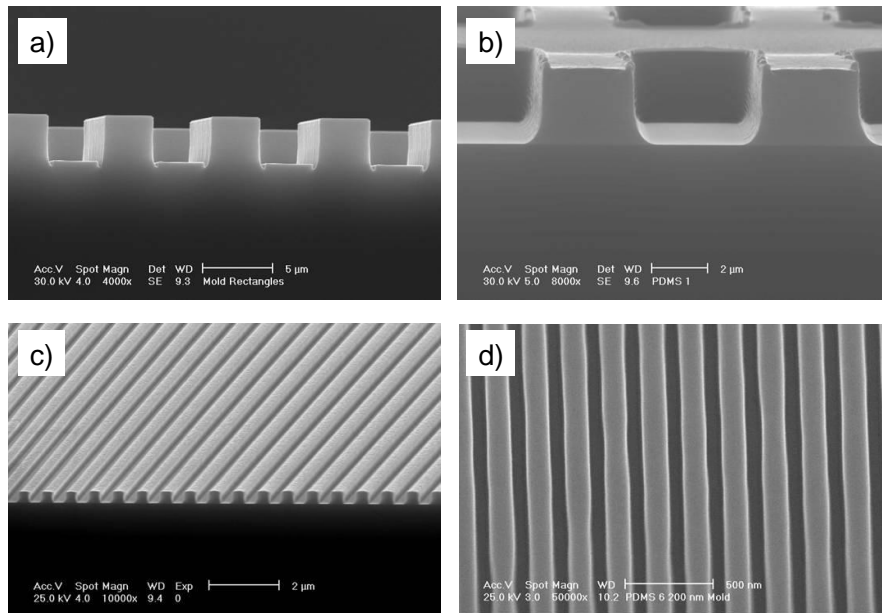 a)
Acc.V Spot Magn Det WD 5 µm
30.0 kV 4.0 4000x SE 9.3 Mold Rectangles
b)
Acc.V Spot Magn Det WD 2 µm
30.0 kV 5.0 8000x SE 9.6 PDMS 1
c)
Acc.V Spot Magn WD Exp 2 µm
25.0 kV 4.0 10000x 9.4 0
d)
Acc.V Spot Magn WD 500 nm
25.0 kV 3.0 50000x 10.2 PDMS 6 200 nm Mold